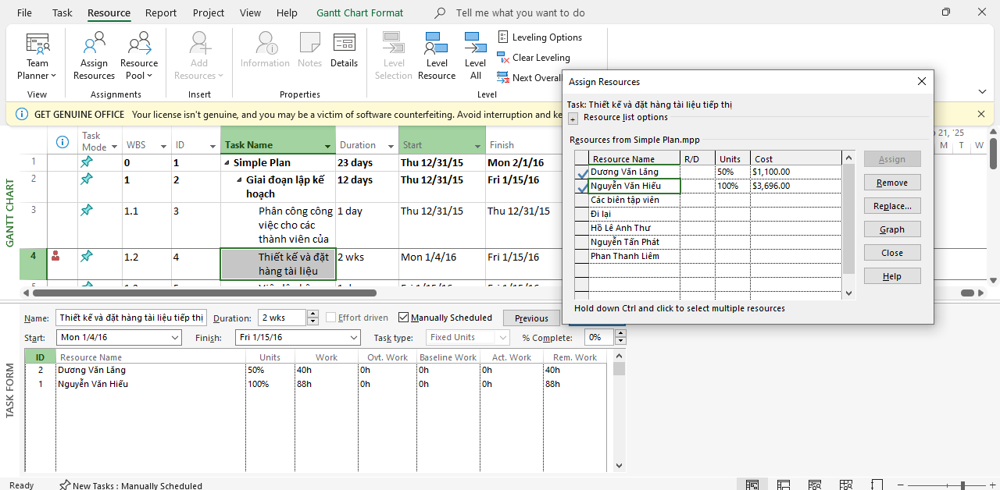 File Task Resource Report Project View Help Gantt Chart Format Tell me what you want to do
Team Planner
View
Assign Resources
Resource Pool
Assignments
Add Resources
Insert
Information
Notes
Details
Properties
Level Selection
Level Resource
Level All
Leveling Options
Clear Leveling
Next Overall
Level
GET GENUINE OFFICE Your license isn't genuine, and you may be a victim of software counterfeiting. Avoid interruption and ke
GANTT CHART
Task Mode WBS ID Task Name Duration Start Finish
21, '25
M T W
1 0 1 Simple Plan 23 days Thu 12/31/15 Mon 2/1/16
2 1 2 Giai đoạn lập kế hoạch 12 days Thu 12/31/15 Fri 1/15/16
3 1.1 3 Phân công công việc cho các thành viên của 1 day Thu 12/31/15 Thu 12/31/15
4 1.2 4 Thiết kế và đặt hàng tài liệu 2 wks Mon 1/4/16 Fri 1/15/16
Assign Resources
Task: Thiết kế và đặt hàng tài liệu tiếp thị
+ Resource list options
Resources from Simple Plan.mpp
Resource Name R/D Units Cost
Dương Văn Lăng 50% $1,100.00
Nguyễn Văn Hiếu 100% $3,696.00
Các biên tập viên
Đi lại
Hồ Lê Anh Thư
Nguyễn Tấn Phát
Phan Thanh Liêm
Assign
Remove
Replace...
Graph
Close
Help
Hold down Ctrl and click to select multiple resources
TASK FORM
Name: Thiết kế và đặt hàng tài liệu tiếp thị Duration: 2 wks Effort driven Manually Scheduled Previous
Start: Mon 1/4/16 Finish: Fri 1/15/16 Task type: Fixed Units % Complete: 0%
ID Resource Name Units Work Ovt. Work Baseline Work Act. Work Rem. Work
2 Dương Văn Lăng 50% 40h 0h 0h 0h 40h
1 Nguyễn Văn Hiếu 100% 88h 0h 0h 0h 88h
Ready New Tasks : Manually Scheduled